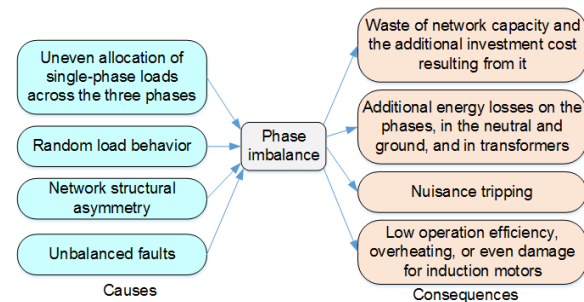 Uneven allocation of
single-phase loads
across the three phases
Random load behavior
Network structural
asymmetry
Unbalanced faults
Causes
Phase
imbalance
Waste of network capacity and
the additional investment cost
resulting from it
Additional energy losses on the
phases, in the neutral and
ground, and in transformers
Nuisance tripping
Low operation efficiency,
overheating, or even damage
for induction motors
Consequences